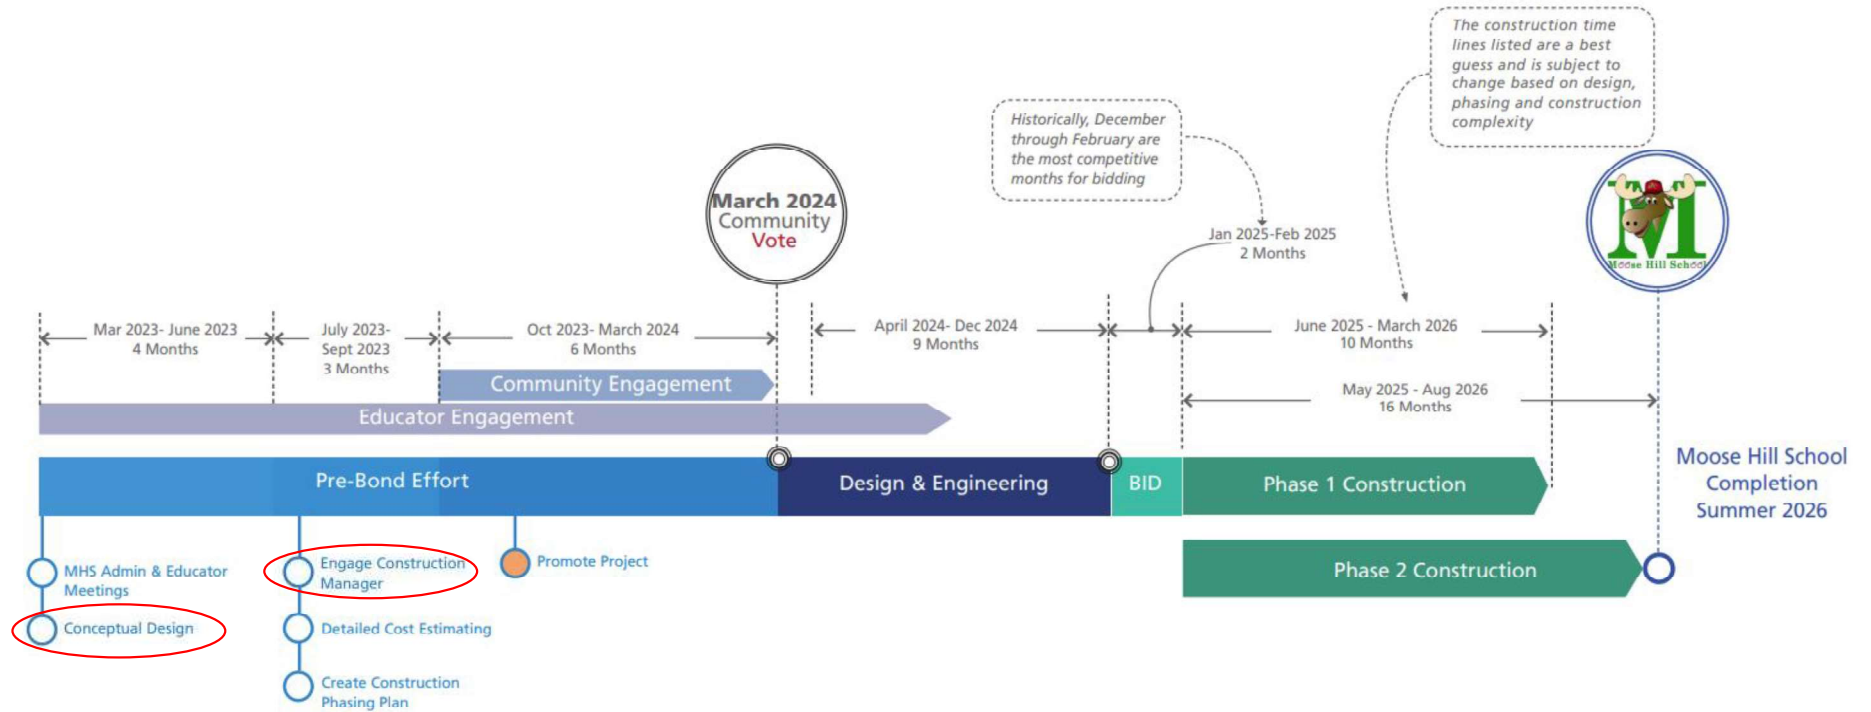 The construction time
lines listed are a best
guess and is subject to
change based on design,
phasing and construction
complexity
Historically, December
through February are
the most competitive
months for bidding
March 2024
Community
Vote
Moose Hill School
Jan 2025-Feb 2025
2 Months
Mar 2023- June 2023
4 Months
July 2023-
Sept 2023
3 Months
Oct 2023- March 2024
6 Months
April 2024- Dec 2024
9 Months
June 2025 - March 2026
10 Months
May 2025 - Aug 2026
16 Months
Community Engagement
Educator Engagement
Pre-Bond Effort
Design & Engineering
BID
Phase 1 Construction
Moose Hill School
Completion
Summer 2026
Phase 2 Construction
MHS Admin & Educator
Meetings
Conceptual Design
Engage Construction
Manager
Detailed Cost Estimating
Create Construction
Phasing Plan
Promote Project